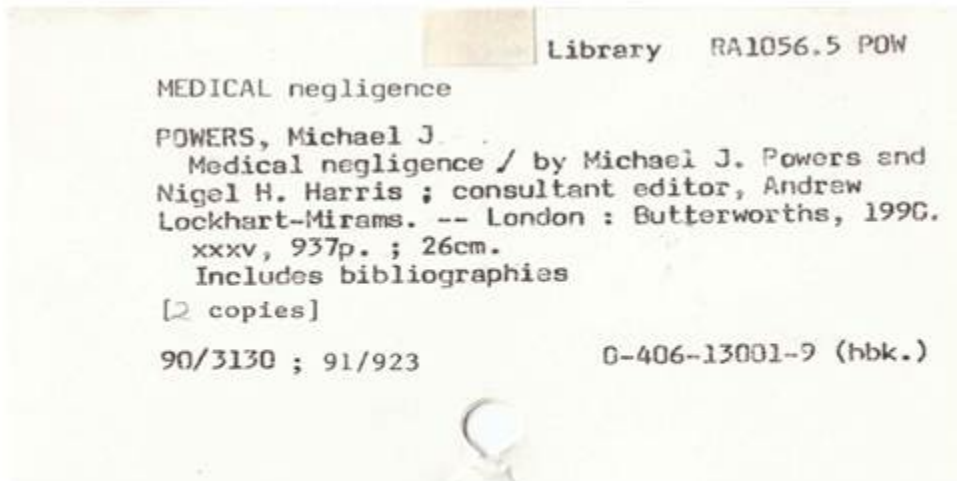 Library RA1056.5 POW
MEDICAL negligence
POWERS, Michael J
Medical negligence / by Michael J. Powers and
Nigel H. Harris ; consultant editor, Andrew
Lockhart-Mirams. -- London : Butterworths, 1990.
xxxv, 937p. ; 26cm.
Includes bibliographies
[2 copies]
90/3130 ; 91/923 0-406-13001-9 (hbk.)